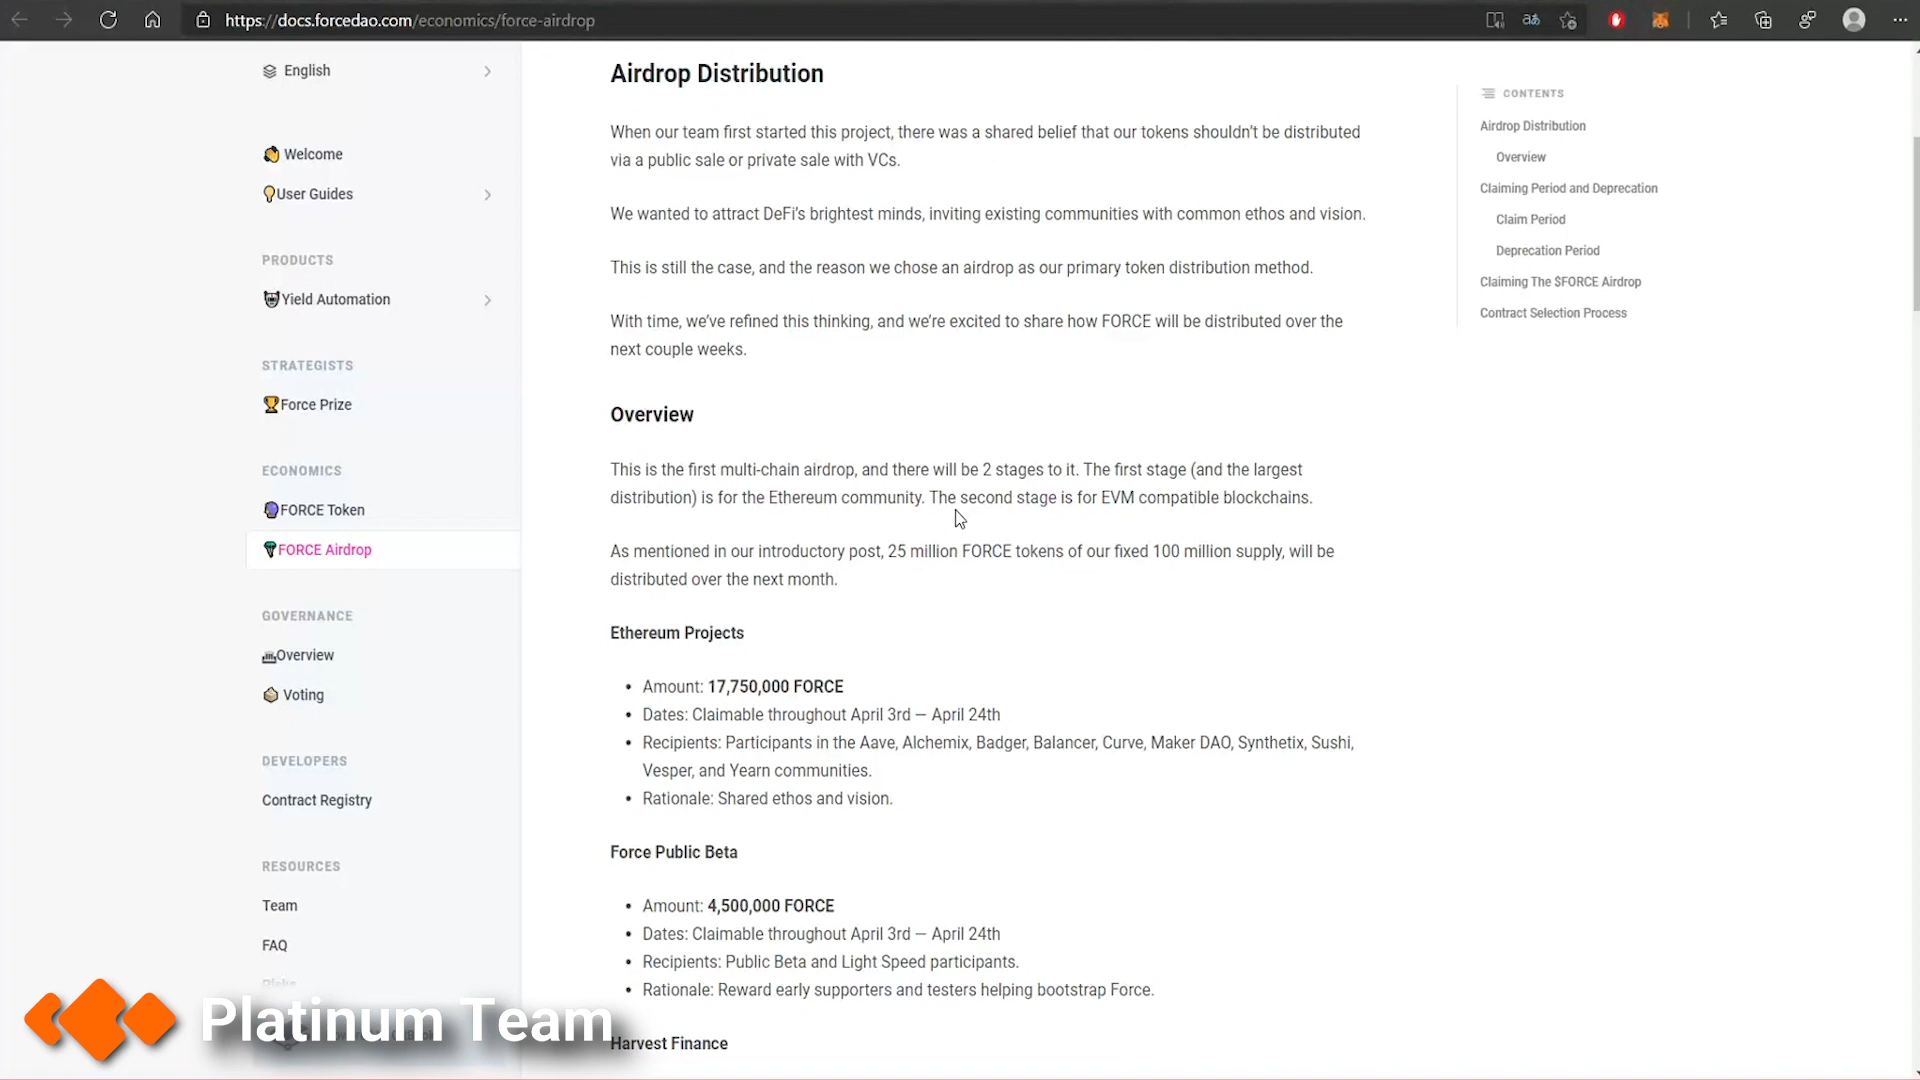 https://docs.forcedao.com/economics/force-airdrop
English
Welcome
User Guides
PRODUCTS
Yield Automation
STRATEGISTS
Force Prize
ECONOMICS
FORCE Token
FORCE Airdrop
GOVERNANCE
Overview
Voting
DEVELOPERS
Contract Registry
RESOURCES
Team
FAQ
Airdrop Distribution
When our team first started this project, there was a shared belief that our tokens shouldn't be distributed
via a public sale or private sale with VCs.
We wanted to attract DeFi's brightest minds, inviting existing communities with common ethos and vision.
This is still the case, and the reason we chose an airdrop as our primary token distribution method.
With time, we've refined this thinking, and we're excited to share how FORCE will be distributed over the
next couple weeks.
Overview
This is the first multi-chain airdrop, and there will be 2 stages to it. The first stage (and the largest
distribution) is for the Ethereum community. The second stage is for EVM compatible blockchains.
As mentioned in our introductory post, 25 million FORCE tokens of our fixed 100 million supply, will be
distributed over the next month.
Ethereum Projects
• Amount: 17,750,000 FORCE
• Dates: Claimable throughout April 3rd — April 24th
• Recipients: Participants in the Aave, Alchemix, Badger, Balancer, Curve, Maker DAO, Synthetix, Sushi,
Vesper, and Yearn communities.
• Rationale: Shared ethos and vision.
Force Public Beta
• Amount: 4,500,000 FORCE
• Dates: Claimable throughout April 3rd — April 24th
• Recipients: Public Beta and Light Speed participants.
• Rationale: Reward early supporters and testers helping bootstrap Force.
Harvest Finance
CONTENTS
Airdrop Distribution
Overview
Claiming Period and Deprecation
Claim Period
Deprecation Period
Claiming The $FORCE Airdrop
Contract Selection Process
Platinum Team